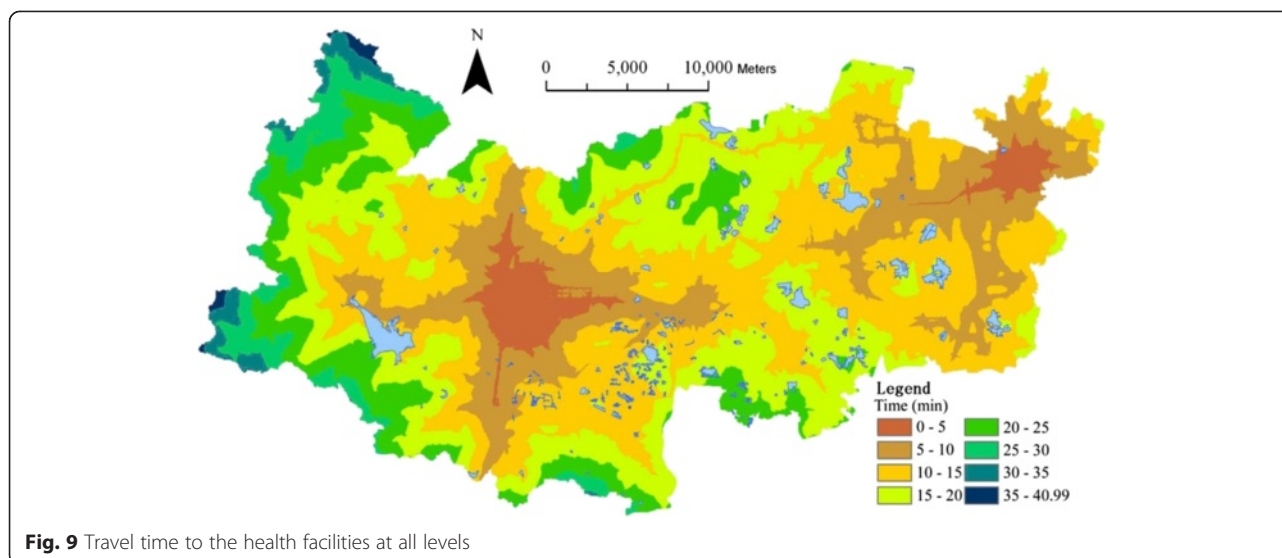 N
0 5,000 10,000 Meters
Legend
Time (min)
0 - 5 20 - 25
5 - 10 25 - 30
10 - 15 30 - 35
15 - 20 35 - 40.99
Fig. 9 Travel time to the health facilities at all levels